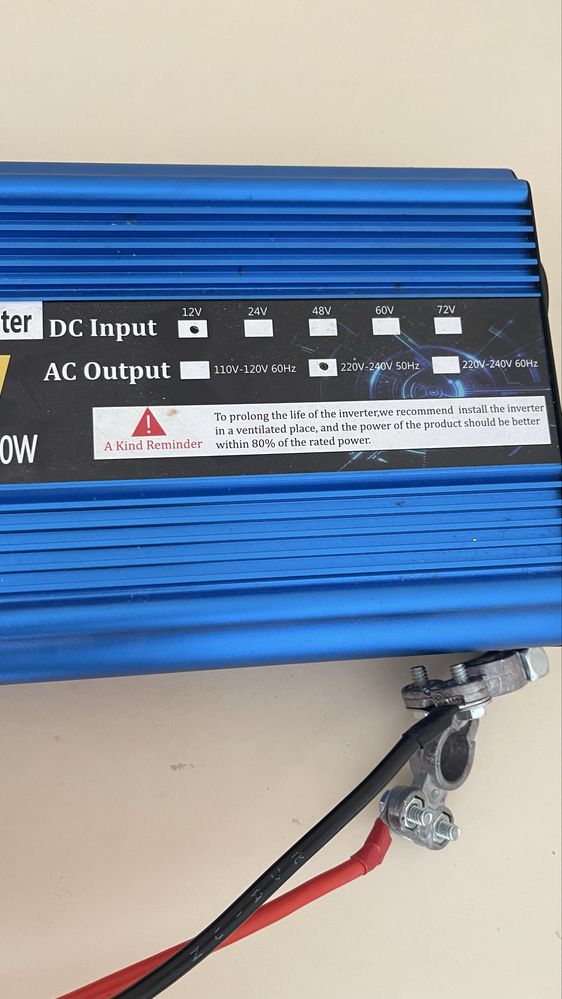 12V 24V 48V 60V 72V
ter DC Input
AC Output 110V-120V 60Hz 220V-240V 50Hz 220V-240V 60Hz
To prolong the life of the inverter,we recommend install the inverter
in a ventilated place, and the power of the product should be better
within 80% of the rated power.
A Kind Reminder
0W